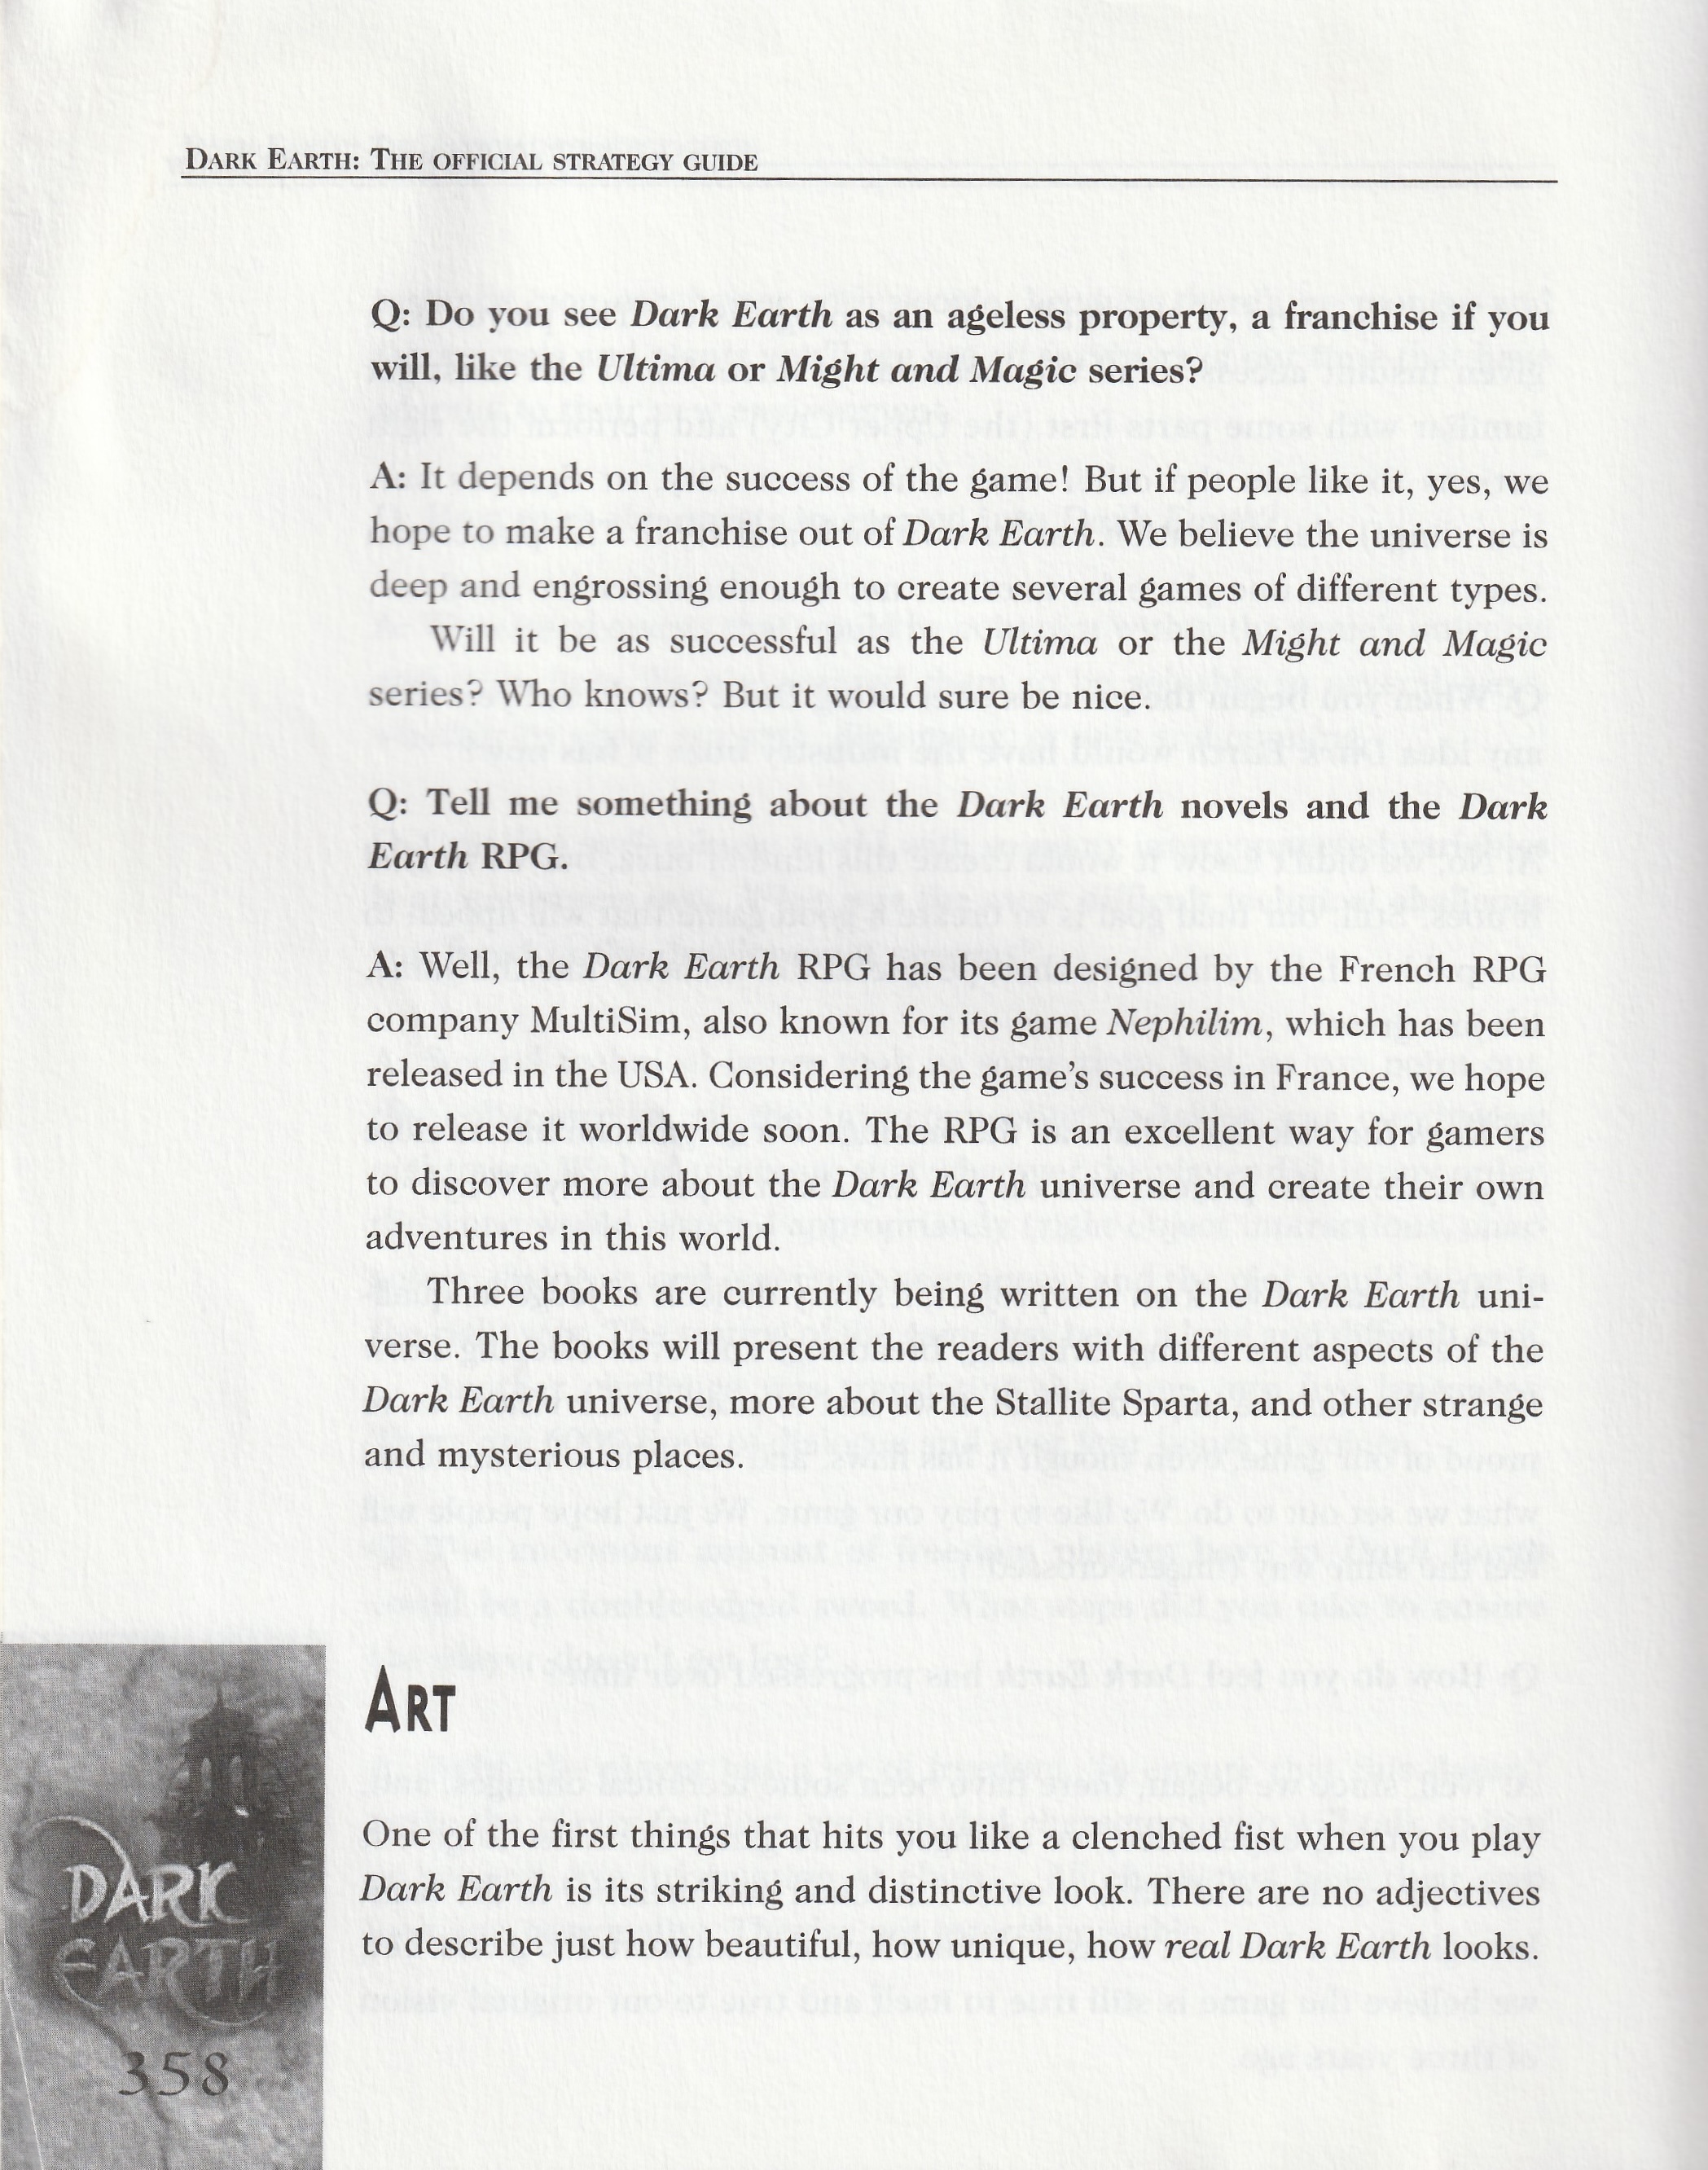 DARK EARTH: THE OFFICIAL STRATEGY GUIDE
Q: Do you see Dark Earth as an ageless property, a franchise if you
will, like the Ultima or Might and Magic series?
A: It depends on the success of the game! But if people like it, yes, we
hope to make a franchise out of Dark Earth. We believe the universe is
deep and engrossing enough to create several games of different types.
Will it be as successful as the Ultima or the Might and Magic
series? Who knows? But it would sure be nice.
Q: Tell me something about the Dark Earth novels and the Dark
Earth RPG.
A: Well, the Dark Earth RPG has been designed by the French RPG
company MultiSim, also known for its game Nephilim, which has been
released in the USA. Considering the game's success in France, we hope
to release it worldwide soon. The RPG is an excellent way for gamers
to discover more about the Dark Earth universe and create their own
adventures in this world.
Three books are currently being written on the Dark Earth uni-
verse. The books will present the readers with different aspects of the
Dark Earth universe, more about the Stallite Sparta, and other strange
and mysterious places.
ART
One of the first things that hits you like a clenched fist when you play
Dark Earth is its striking and distinctive look. There are no adjectives
to describe just how beautiful, how unique, how real Dark Earth looks.
DARK
EARTH
358